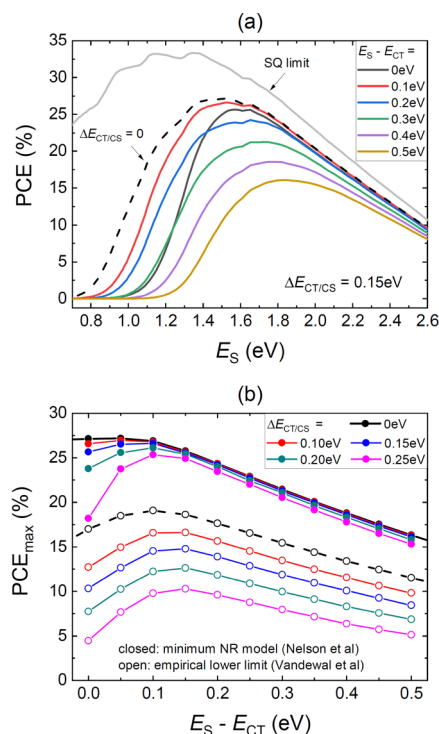 (a)
35
30
25
20
15
10
5
0
PCE (%)
SQ limit
ΔE_CT/CS = 0
E_S - E_CT =
0eV
0.1eV
0.2eV
0.3eV
0.4eV
0.5eV
ΔE_CT/CS = 0.15eV
0.8 1.0 1.2 1.4 1.6 1.8 2.0 2.2 2.4 2.6
E_S (eV)
(b)
30
25
20
15
10
5
0
PCE_max (%)
ΔE_CT/CS =
0eV
0.10eV
0.15eV
0.20eV
0.25eV
closed: minimum NR model (Nelson et al)
open: empirical lower limit (Vandewal et al)
0.0 0.1 0.2 0.3 0.4 0.5
E_S - E_CT (eV)